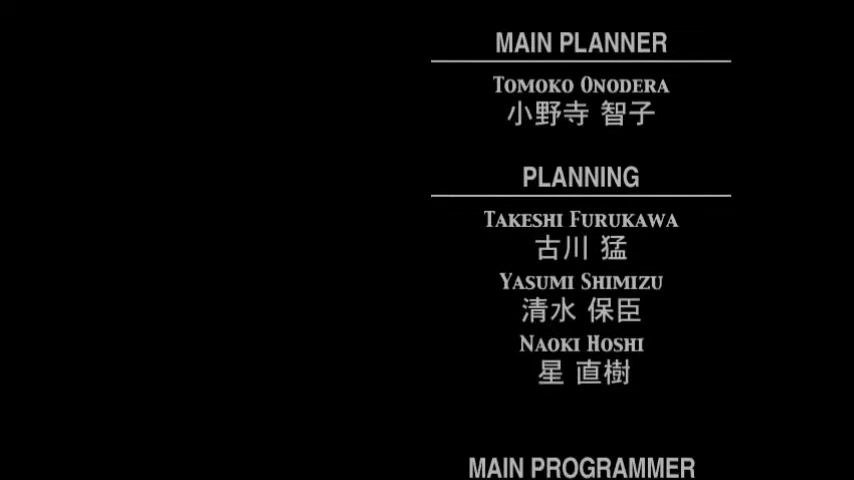 MAIN PLANNER
TOMOKO ONODERA
小野寺 智子
PLANNING
TAKESHI FURUKAWA
古川 猛
YASUMI SHIMIZU
清水 保臣
NAOKI HOSHI
星 直樹
MAIN PROGRAMMER